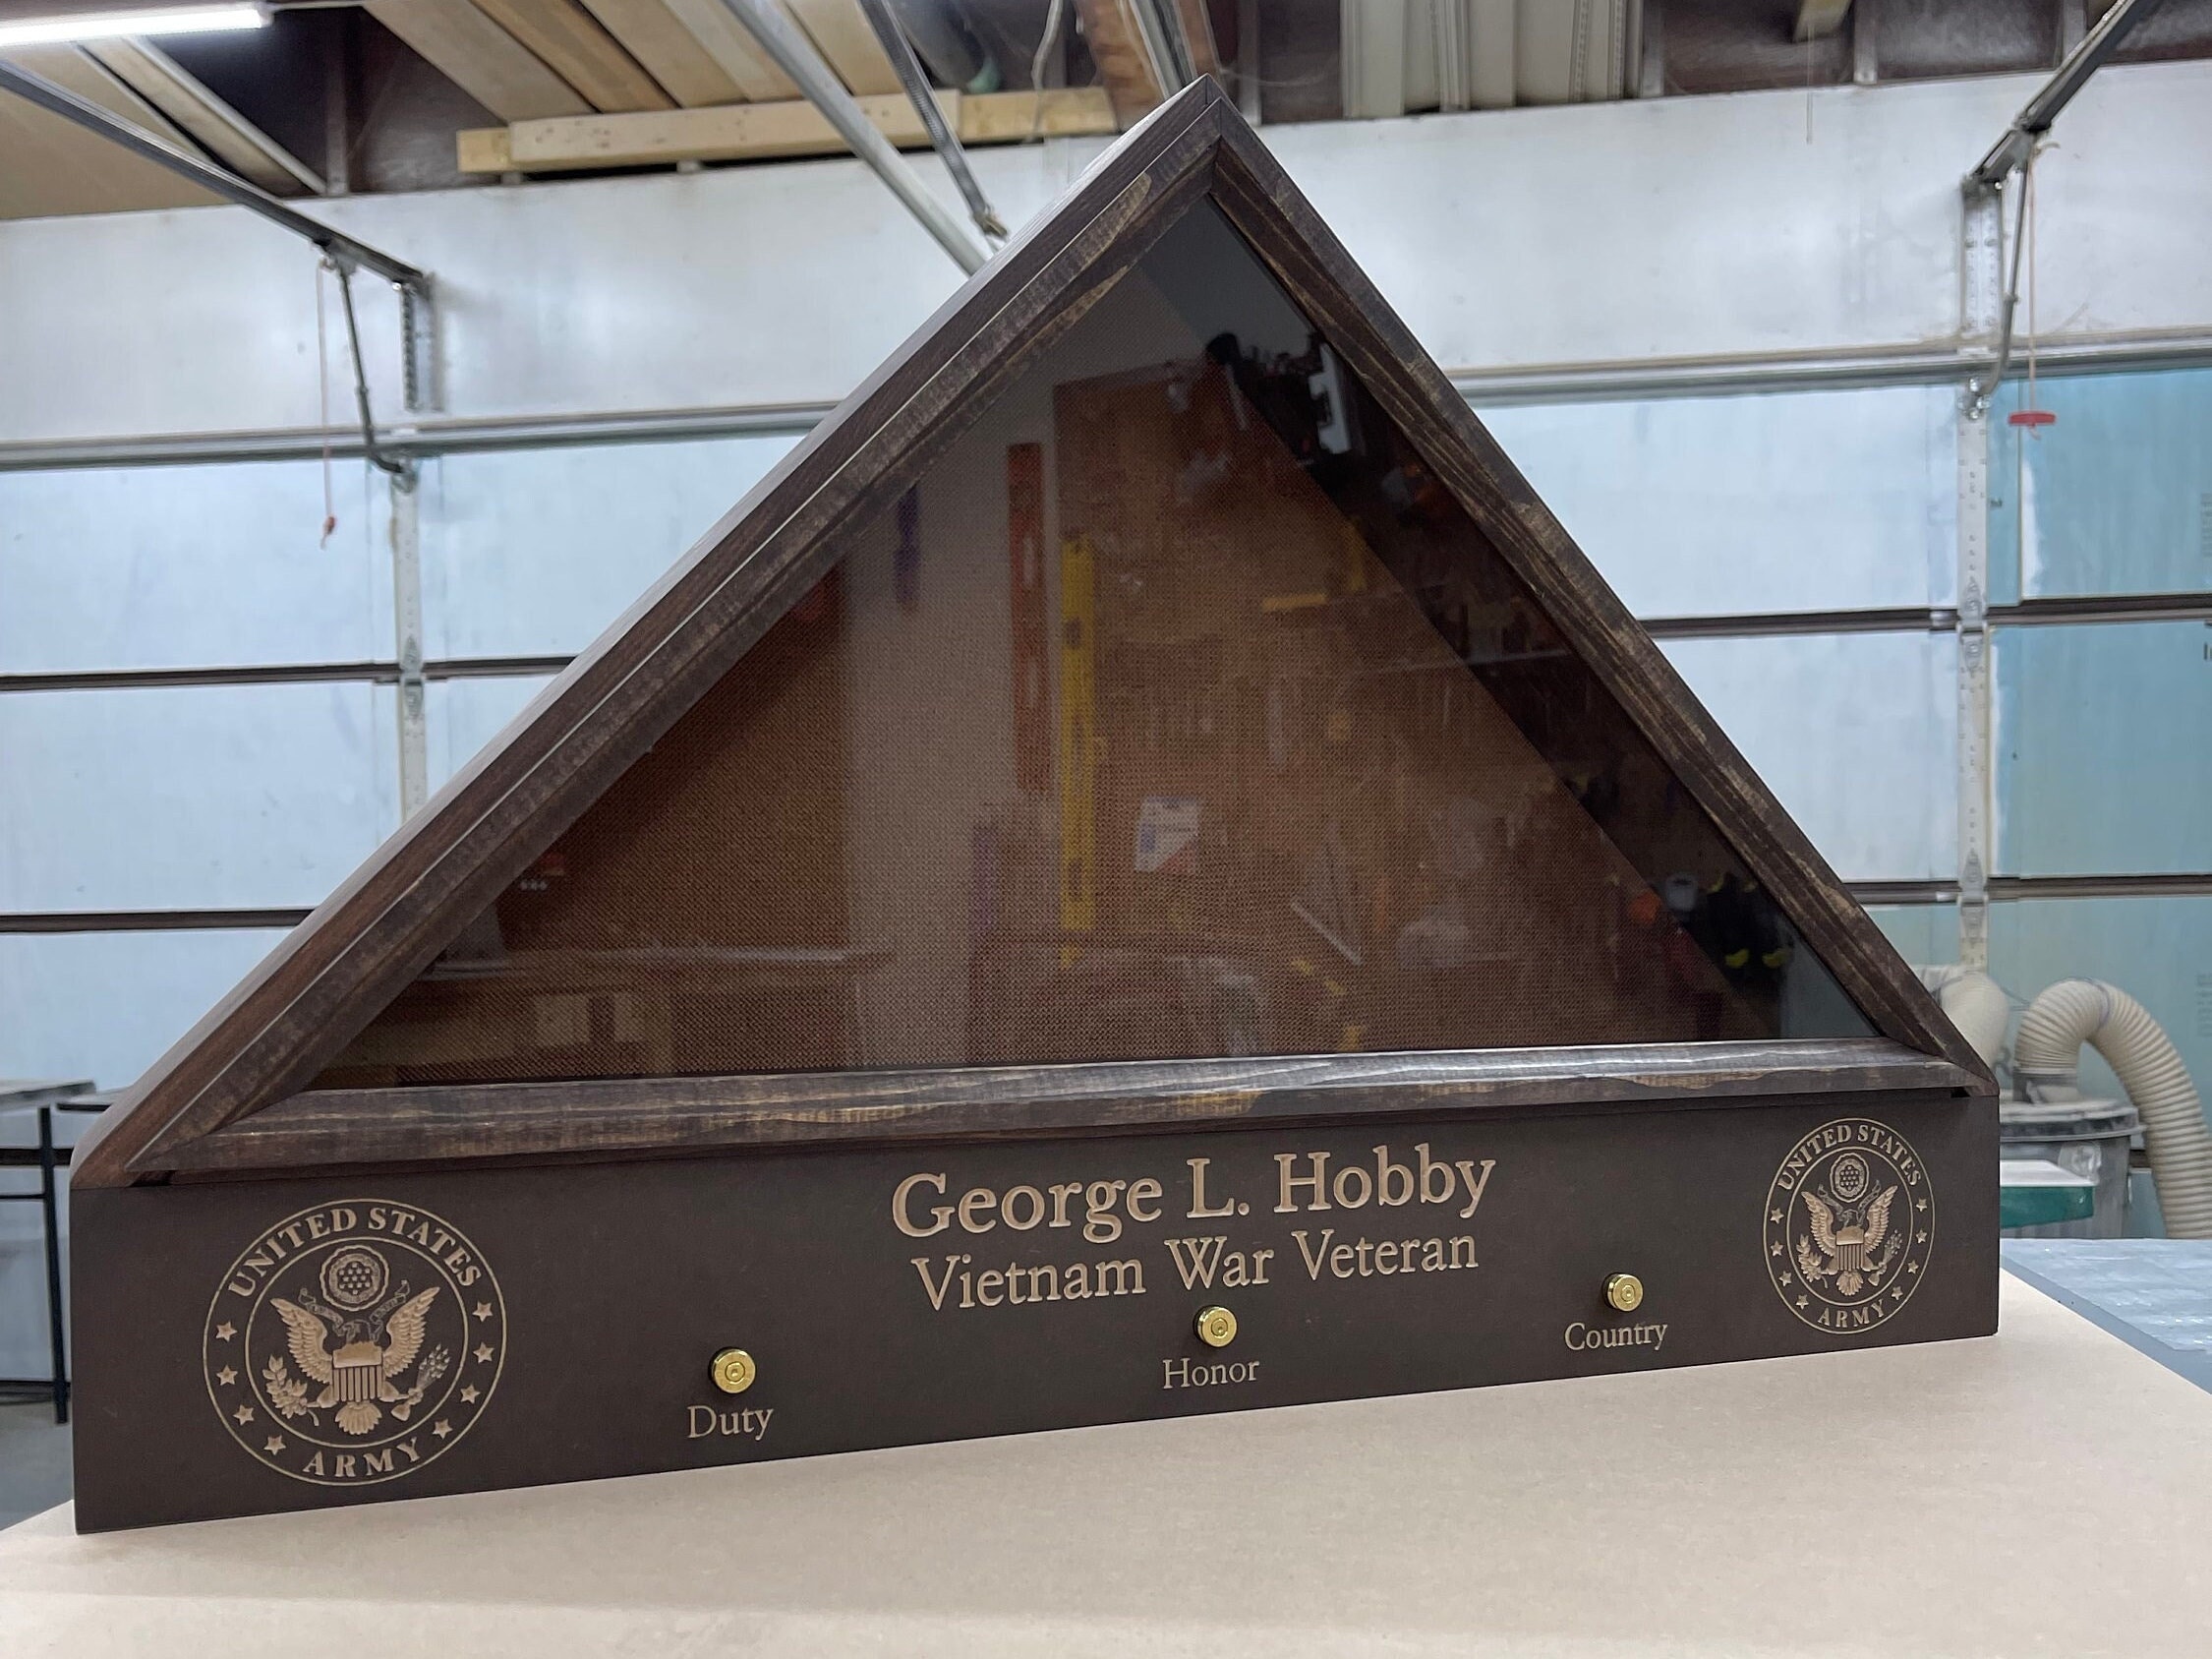 George L. Hobby
Vietnam War Veteran
UNITED STATES
ARMY
Duty
Honor
Country
UNITED STATES
ARMY